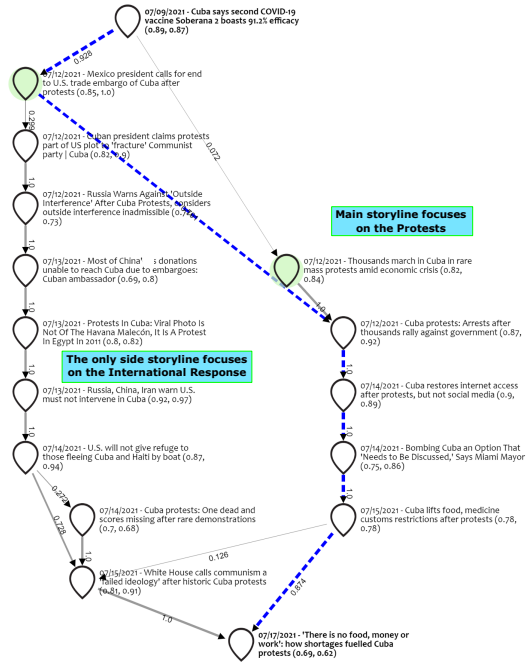 07/09/2021 - Cuba says second COVID-19
vaccine Soberana 2 boasts 91.2% efficacy
(0.89, 0.87)
0.928
07/12/2021 - Mexico president calls for end
to U.S. trade embargo of Cuba after
protests (0.85, 1.0)
0.299
0.072
07/12/2021 - Cuban president claims protests
part of US plot to 'fracture' Communist
party | Cuba (0.82, 0.9)
1.0
07/12/2021 - Russia Warns Against 'Outside
Interference' After Cuba Protests, considers
outside interference inadmissible
0.73)
Main storyline focuses
on the Protests
1.0
07/13/2021 - Most of China' s donations
unable to reach Cuba due to embargoes:
Cuban ambassador (0.69, 0.8)
07/12/2021 - Thousands march in Cuba in rare
mass protests amid economic crisis (0.82,
0.84)
1.0
1.0
07/13/2021 - Protests In Cuba: Viral Photo Is
Not Of The Havana Malecón, It Is A Protest
In Egypt In 2011 (0.8, 0.82)
07/12/2021 - Cuba protests: Arrests after
thousands rally against government (0.87,
0.92)
The only side storyline focuses
on the International Response
1.0
1.0
07/13/2021 - Russia, China, Iran warn U.S.
must not intervene in Cuba (0.92, 0.97)
07/14/2021 - Cuba restores internet access
after protests, but not social media (0.9,
0.89)
1.0
1.0
07/14/2021 - U.S. will not give refuge to
those fleeing Cuba and Haiti by boat (0.87,
0.94)
07/14/2021 - Bombing Cuba an Option That
'Needs to Be Discussed,' Says Miami Mayor
(0.75, 0.86)
0.272
0.728
1.0
07/14/2021 - Cuba protests: One dead and
scores missing after rare demonstrations
(0.7, 0.68)
07/15/2021 - Cuba lifts food, medicine
customs restrictions after protests (0.78,
0.78)
1.0
0.126
07/15/2021 - White House calls communism a
'failed ideology' after historic Cuba protests
(0.81, 0.91)
0.874
1.0
07/17/2021 - 'There is no food, money or
work': how shortages fuelled Cuba
protests (0.69, 0.62)